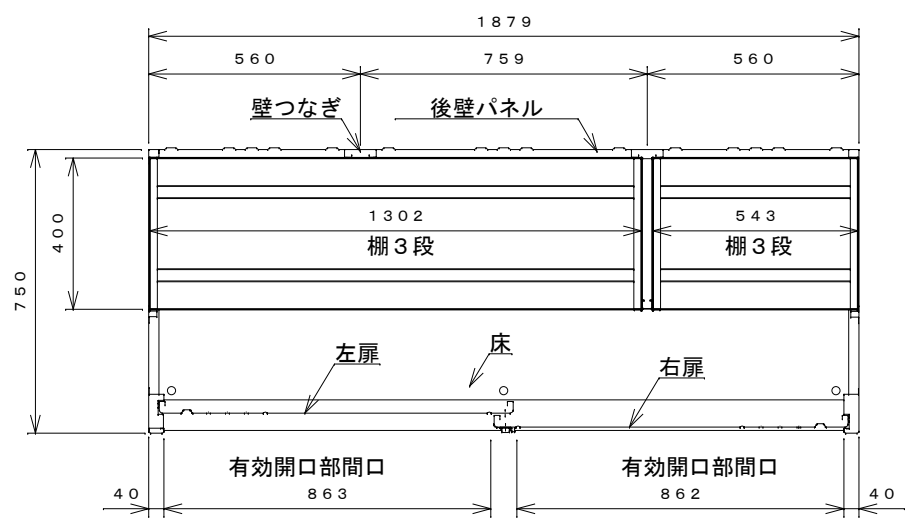 1879
560 759 560
壁つなぎ 後壁パネル
400
750
1302 543
棚3段 棚3段
床
左扉 右扉
有効開口部間口 有効開口部間口
40 863 862 40